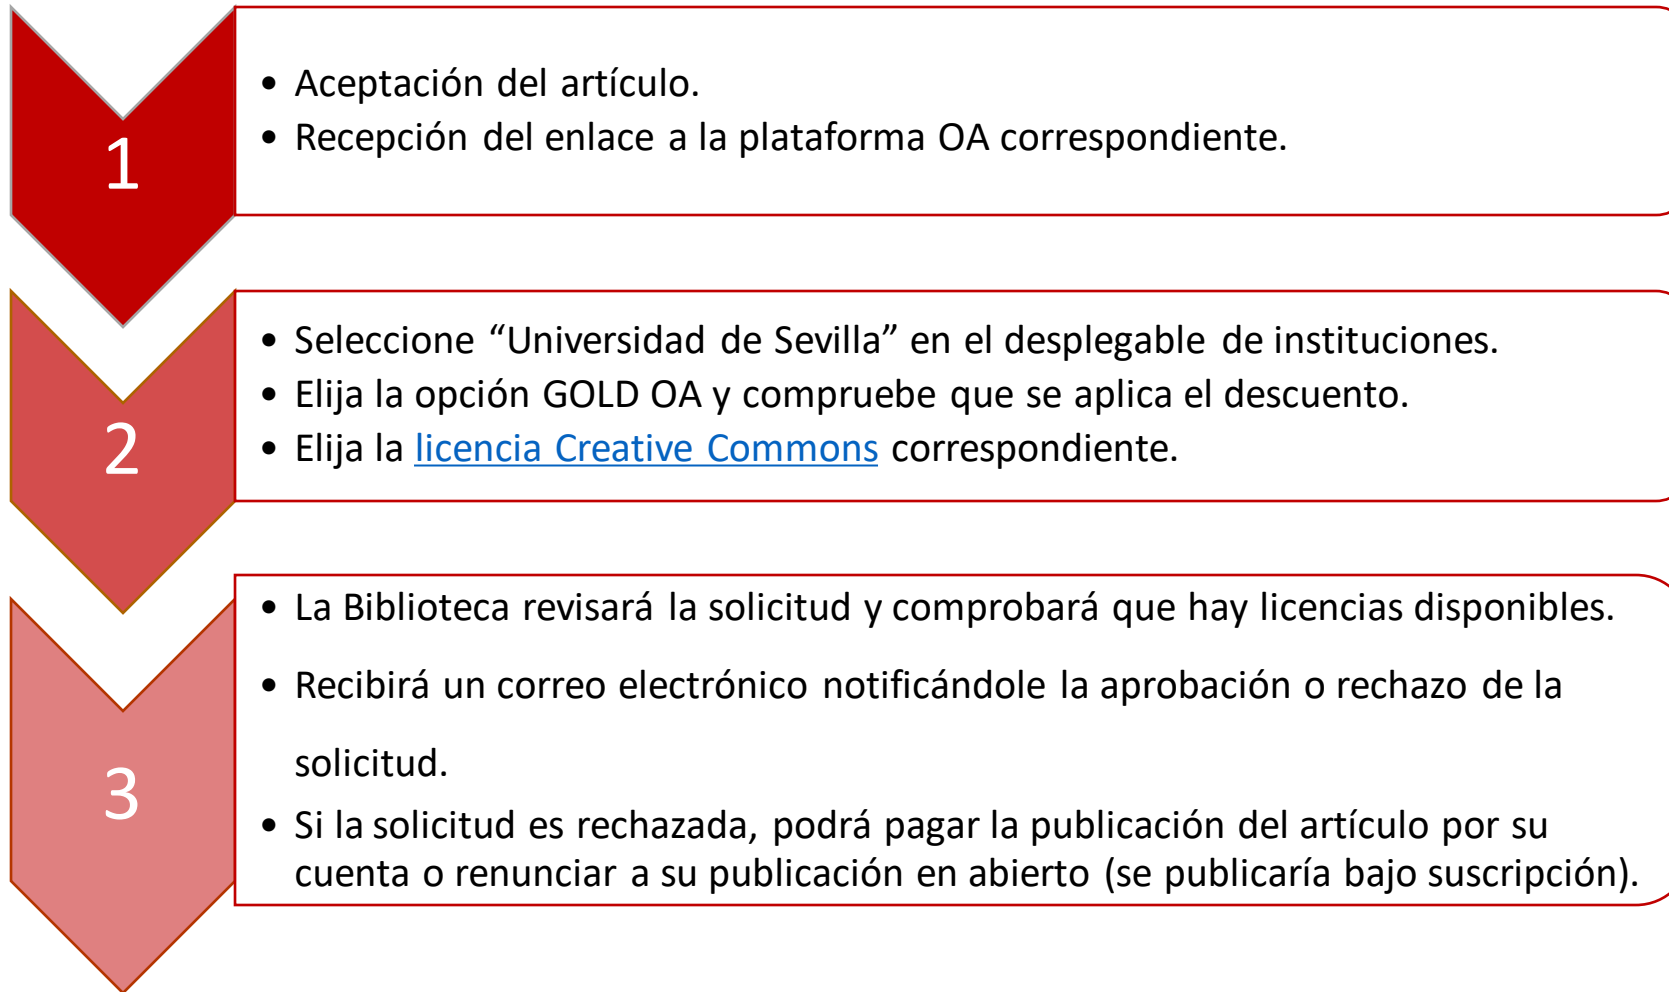 1
• Aceptación del artículo.
• Recepción del enlace a la plataforma OA correspondiente.
2
• Seleccione “Universidad de Sevilla” en el desplegable de instituciones.
• Elija la opción GOLD OA y compruebe que se aplica el descuento.
• Elija la licencia Creative Commons correspondiente.
3
• La Biblioteca revisará la solicitud y comprobará que hay licencias disponibles.
• Recibirá un correo electrónico notificándole la aprobación o rechazo de la
solicitud.
• Si la solicitud es rechazada, podrá pagar la publicación del artículo por su
cuenta o renunciar a su publicación en abierto (se publicaría bajo suscripción).